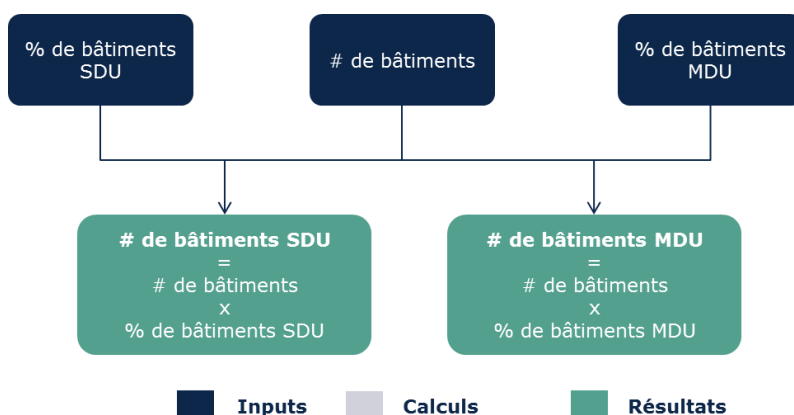 % de bâtiments
SDU
# de bâtiments
% de bâtiments
MDU
# de bâtiments SDU
=
# de bâtiments
x
% de bâtiments SDU
# de bâtiments MDU
=
# de bâtiments
x
% de bâtiments MDU
Inputs
Calculs
Résultats